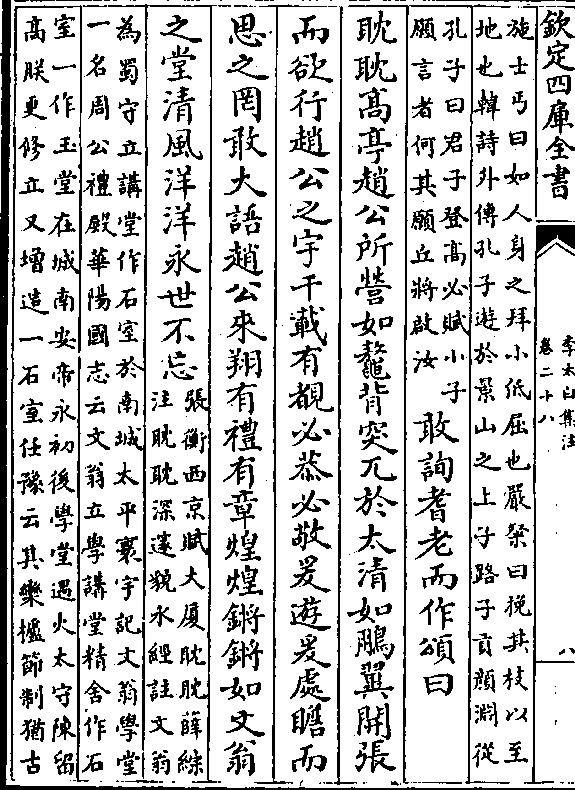 欽定四庫全書
李太白集注
卷二十八
八
施士丐曰如人身之拜小低屈也嚴粲曰挽其枝以至
地也韓詩外傳孔子遊於景山之上子路子貢顏淵從
孔子曰君子登高必賦小子
願言者何其願丘將啟汝
敢詢耆老而作頌曰
耽耽高亭趙公所營如鼇背突兀於太清如鵬翼開張
而欲行趙公之宇千載有覩必恭必敬爰遊爰處瞻而
思之罔敢大語趙公來翔有禮有章煌煌鏘鏘如文翁
之堂清風洋洋永世不忘
張衡西京賦大厦耽耽薛綜
注耽耽深邃貌水經註文翁
為蜀守立講堂作石室於南城太平寰宇記文翁學堂
一名周公禮殿華陽國志云文翁立學講堂精舍作石
室一作玉堂在城南安帝永初後學堂遇火太守陳留
高朕更修立又增造一石室任豫云其欒櫨節制猶古